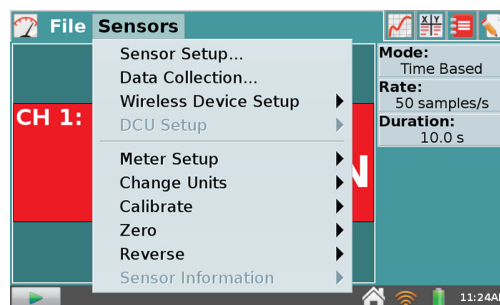 File Sensors
Sensor Setup...
Data Collection...
Wireless Device Setup
DCU Setup
Meter Setup
Change Units
Calibrate
Zero
Reverse
Sensor Information
CH 1:
N
Mode:
Time Based
Rate:
50 samples/s
Duration:
10.0 s